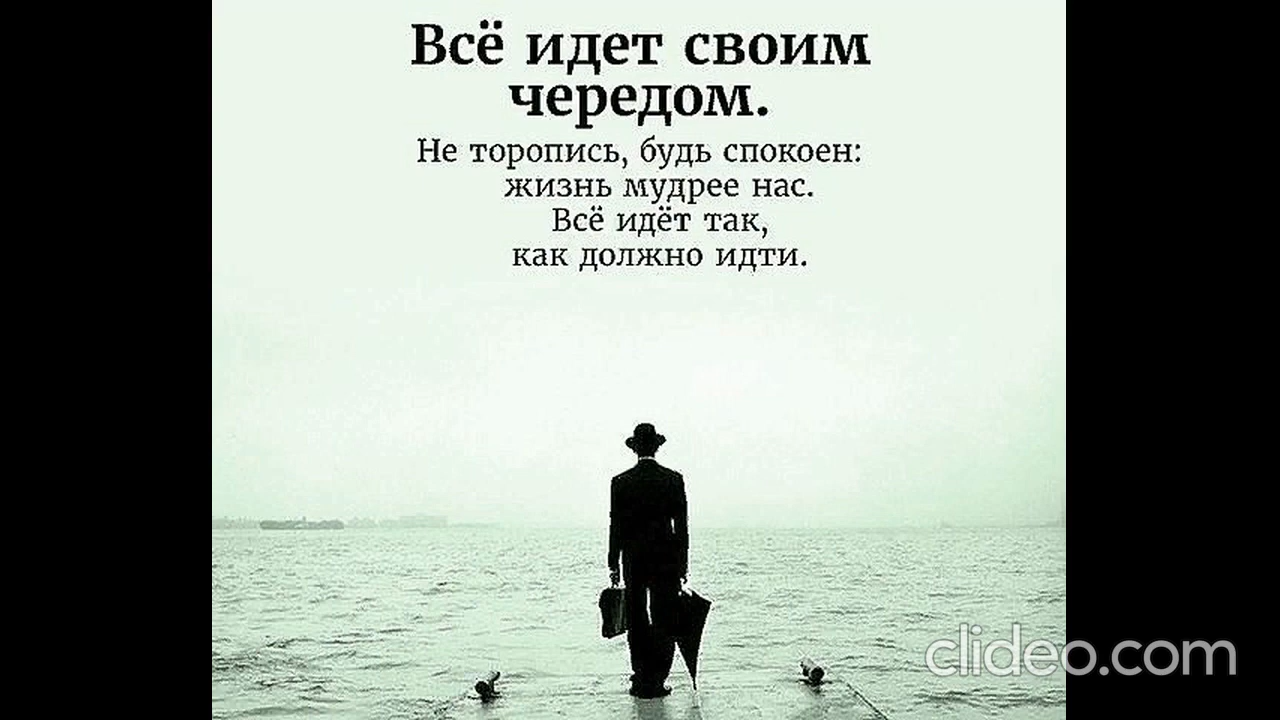 Всё идет своим
чередом.
Не торопись, будь спокоен:
жизнь мудрее нас.
Всё идёт так,
как должно идти.
clideo.com